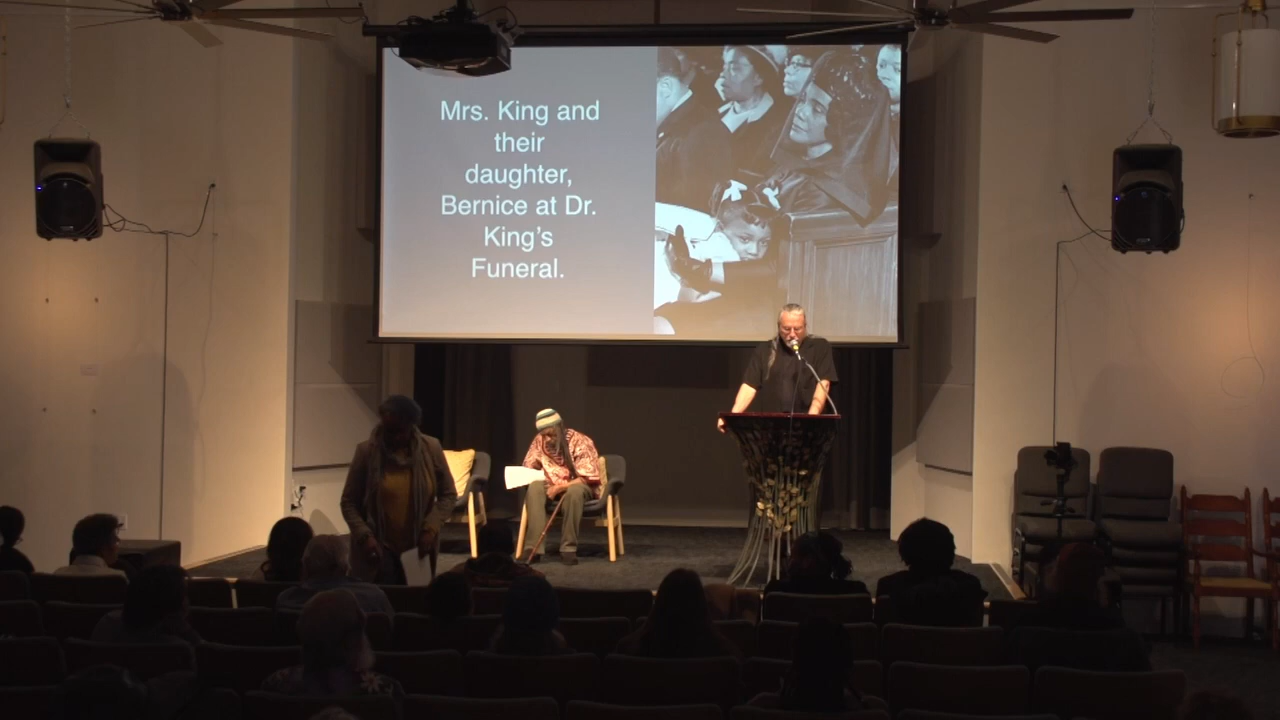 Mrs. King and
their
daughter,
Bernice at Dr.
King’s
Funeral.